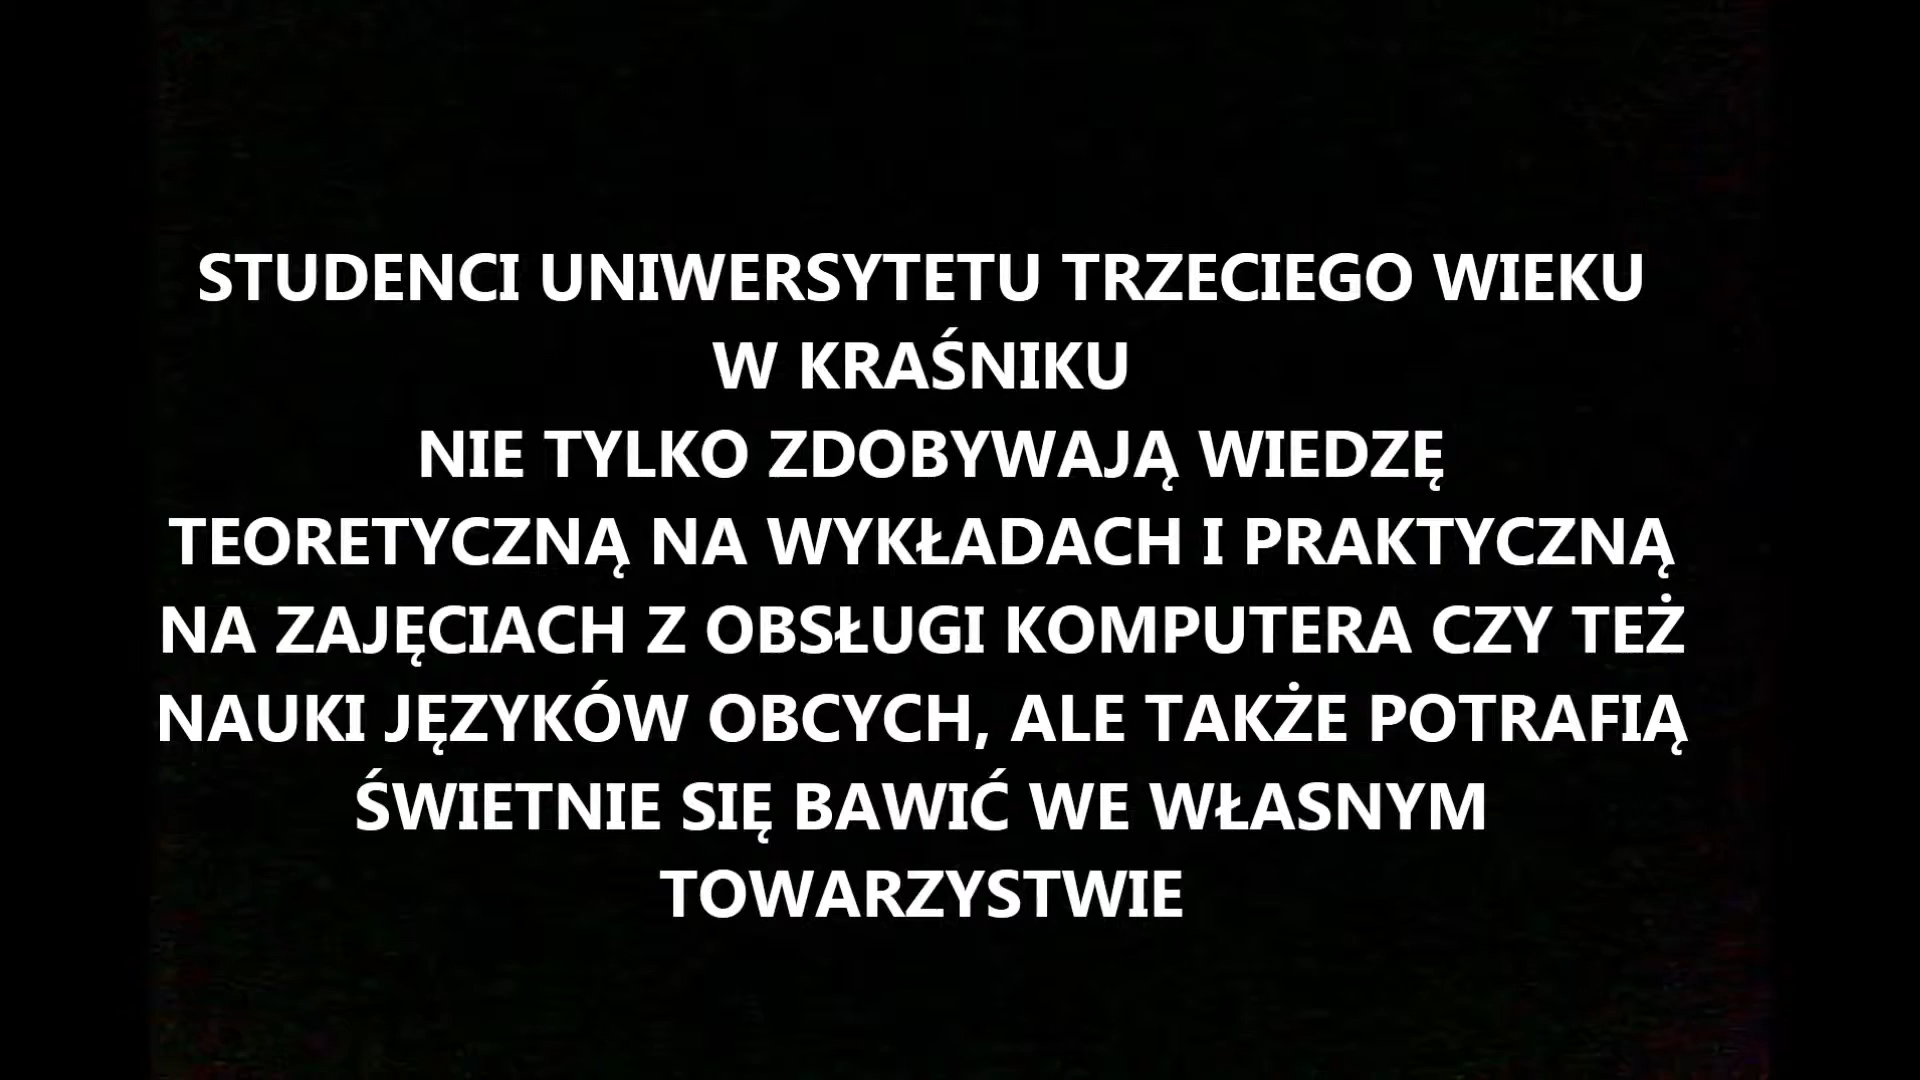 STUDENCI UNIWERSYTETU TRZECIEGO WIEKU
W KRAŚNIKU
NIE TYLKO ZDOBYWAJĄ WIEDZĘ
TEORETYCZNĄ NA WYKŁADACH I PRAKTYCZNĄ
NA ZAJĘCIACH Z OBSŁUGI KOMPUTERA CZY TEŻ
NAUKI JĘZYKÓW OBCYCH, ALE TAKŻE POTRAFIĄ
ŚWIETNIE SIĘ BAWIĆ WE WŁASNYM
TOWARZYSTWIE